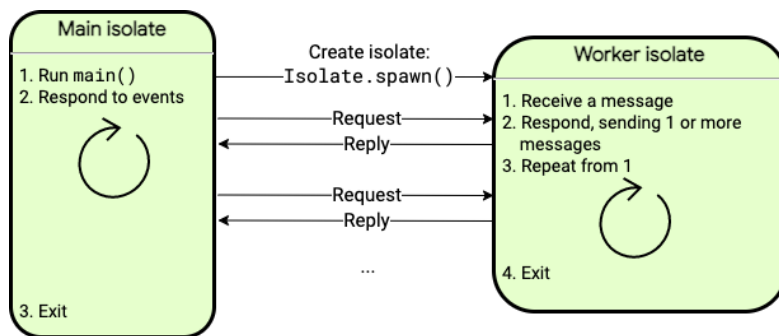 Main isolate
1. Run main()
2. Respond to events
3. Exit
Create isolate:
Isolate.spawn()
Request
Reply
Request
Reply
...
Worker isolate
1. Receive a message
2. Respond, sending 1 or more
messages
3. Repeat from 1
4. Exit